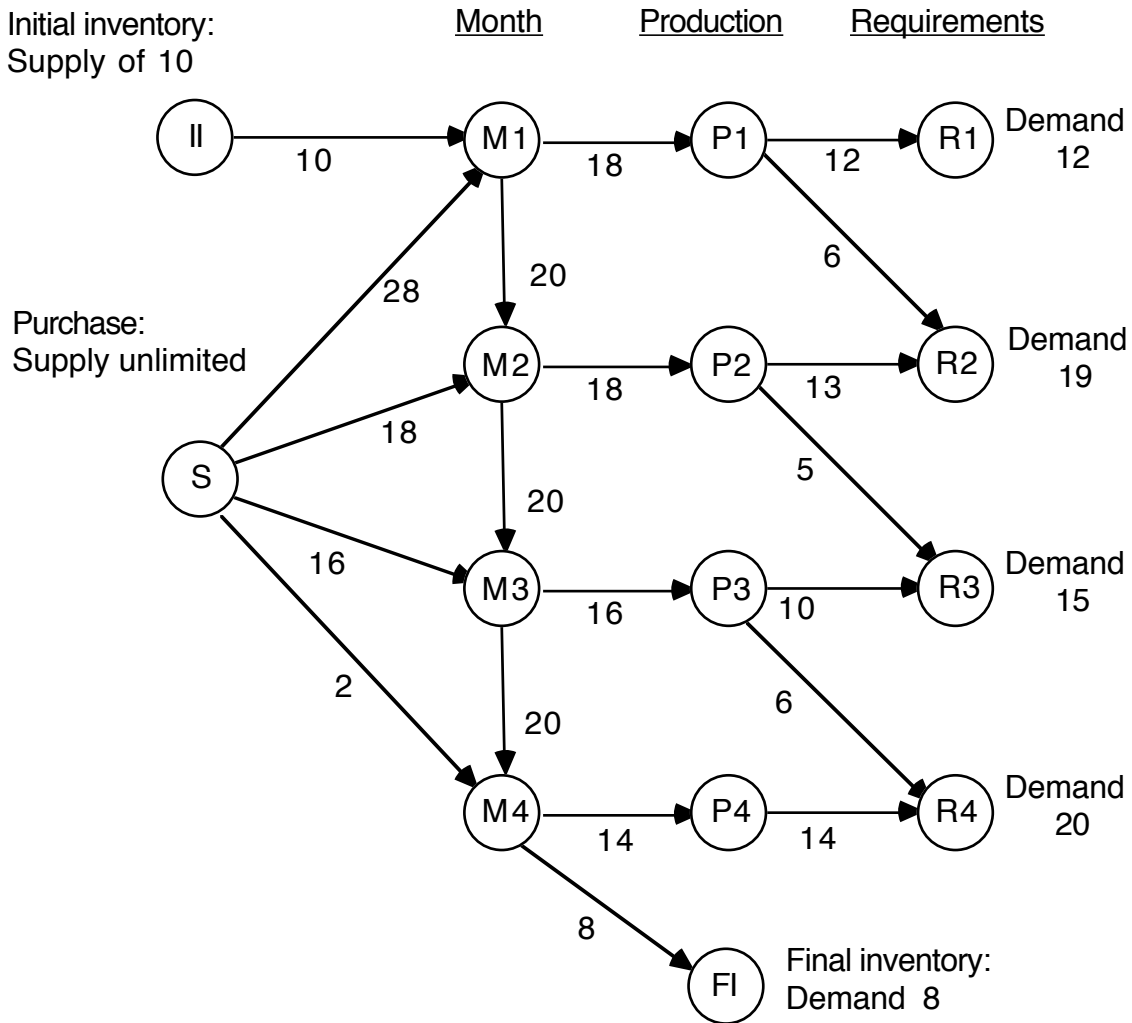 Initial inventory:
Supply of 10
Month
Production
Requirements
II
10
M1
18
P1
12
R1
Demand
12
6
28
20
Purchase:
Supply unlimited
M2
18
P2
13
R2
Demand
19
18
S
5
20
16
M3
16
P3
10
R3
Demand
15
2
6
20
M4
14
P4
14
R4
Demand
20
8
FI
Final inventory:
Demand 8